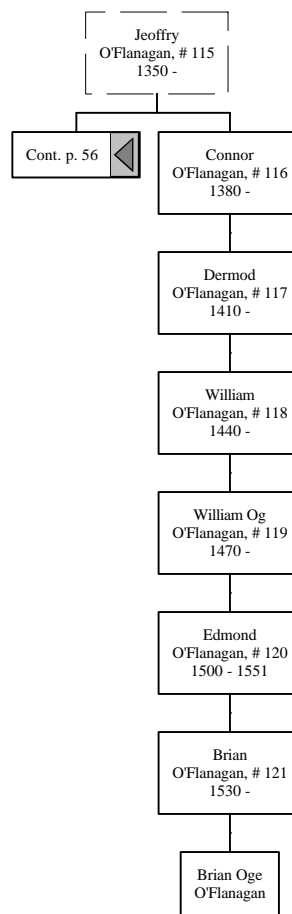 Jeoffry
O'Flanagan, # 115
1350 -
Cont. p. 56
Connor
O'Flanagan, # 116
1380 -
Dermod
O'Flanagan, # 117
1410 -
William
O'Flanagan, # 118
1440 -
William Og
O'Flanagan, # 119
1470 -
Edmond
O'Flanagan, # 120
1500 - 1551
Brian
O'Flanagan, # 121
1530 -
Brian Oge
O'Flanagan